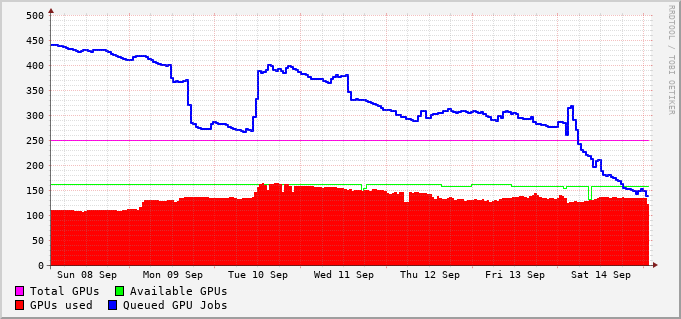 500
450
400
350
300
250
200
150
100
50
0
Sun 08 Sep Mon 09 Sep Tue 10 Sep Wed 11 Sep Thu 12 Sep Fri 13 Sep Sat 14 Sep
Total GPUs Available GPUs
GPUs used Queued GPU Jobs
RRDTOOL / TOBI OETIKER